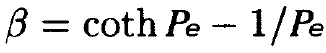 β = coth Pe − 1/Pe